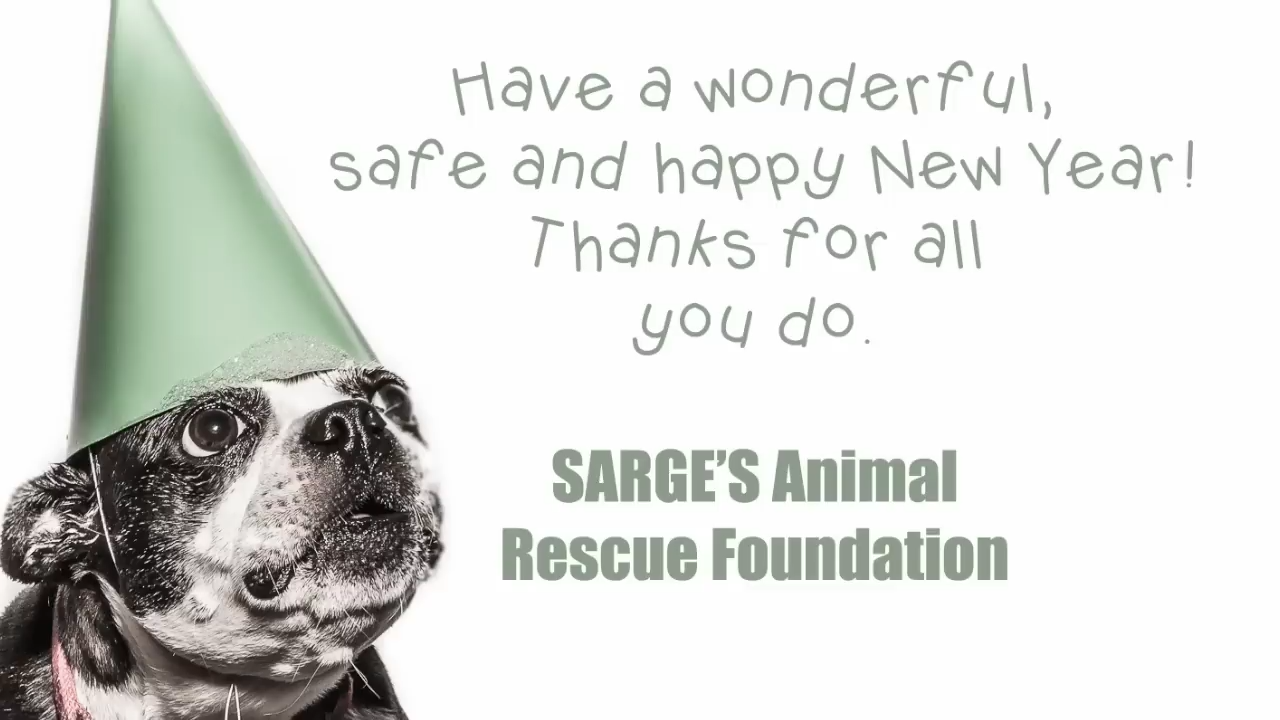 Have a wonderful,
safe and happy New Year!
Thanks for all
you do.
SARGE’S Animal
Rescue Foundation